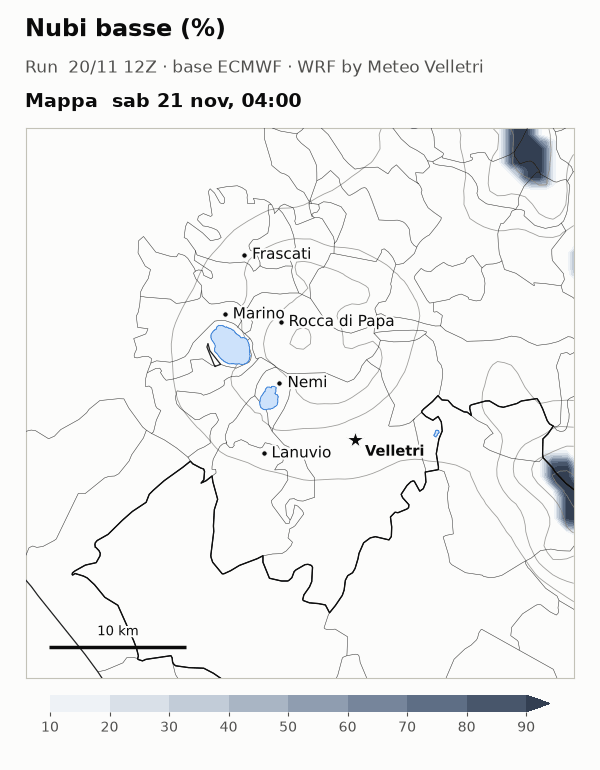 Nubi basse (%)
Run  20/11 12Z · base ECMWF · WRF by Meteo Velletri
Mappa  sab 21 nov, 04:00
Frascati
Marino
Rocca di Papa
Nemi
Velletri
Lanuvio
10 km
10 20 30 40 50 60 70 80 90